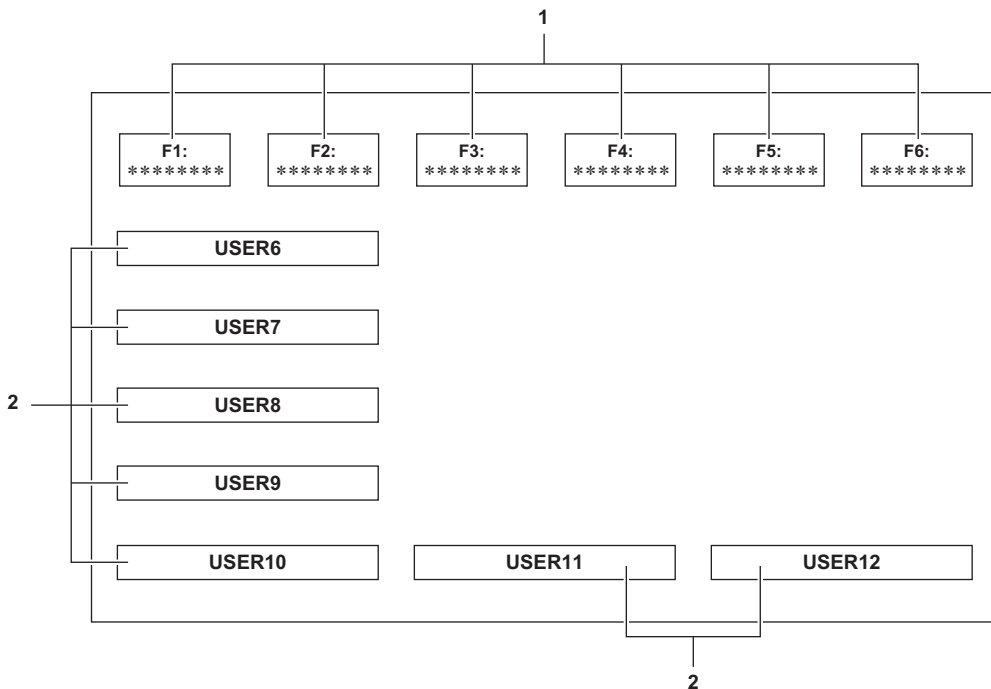 1
F1: F2: F3: F4: F5: F6:
******** ******** ******** ******** ******** ********
USER6
USER7
2 USER8
USER9
USER10 USER11 USER12
2